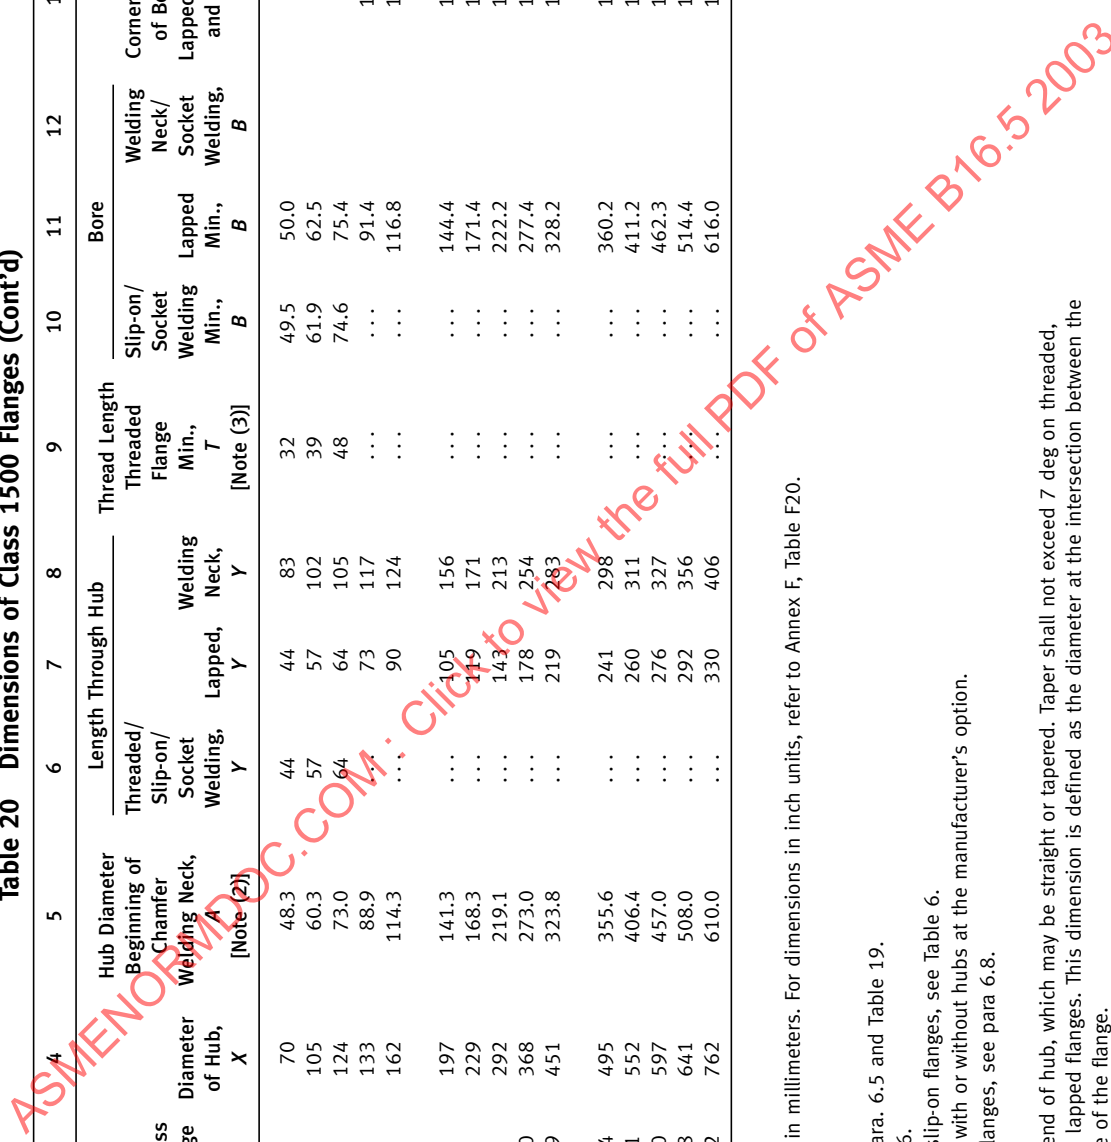 Table 20 Dimensions of Class 1500 Flanges (Cont'd)
4 5 6 7 8 9 10 11 12
Diameter of Hub, X
Hub Diameter Beginning of Chamfer Welding Neck, A [Note (2)]
Length Through Hub
Threaded/ Slip-on/ Socket Welding, Y
Lapped, Y
Welding Neck, Y
Thread Length Threaded Flange Min., T [Note (3)]
Bore
Slip-on/ Socket Welding Min., B
Lapped Min., B
Welding Neck/ Socket Welding, B
70 48.3 44 44 83 32 49.5 50.0
105 60.3 57 57 102 39 61.9 62.5
124 73.0 64 64 105 48 74.6 75.4
133 88.9 . . . 73 117 . . . . . . 91.4
162 114.3 . . . 90 124 . . . . . . 116.8
197 141.3 . . . 105 156 . . . . . . 144.4
229 168.3 . . . 119 171 . . . . . . 171.4
292 219.1 . . . 143 213 . . . . . . 222.2
368 273.0 . . . 178 254 . . . . . . 277.4
451 323.8 . . . 219 283 . . . . . . 328.2
495 355.6 . . . 241 298 . . . . . . 360.2
552 406.4 . . . 260 311 . . . . . . 411.2
597 457.0 . . . 276 327 . . . . . . 462.3
641 508.0 . . . 292 356 . . . . . . 514.4
762 610.0 . . . 330 406 . . . . . . 616.0
in millimeters. For dimensions in inch units, refer to Annex F, Table F20.
ara. 6.5 and Table 19.
6.
slip-on flanges, see Table 6.
with or without hubs at the manufacturer's option.
langes, see para 6.8.
end of hub, which may be straight or tapered. Taper shall not exceed 7 deg on threaded,
lapped flanges. This dimension is defined as the diameter at the intersection between the
e of the flange.
ASMENORMDOC.COM : Click to view the full PDF of ASME B16.5 2003